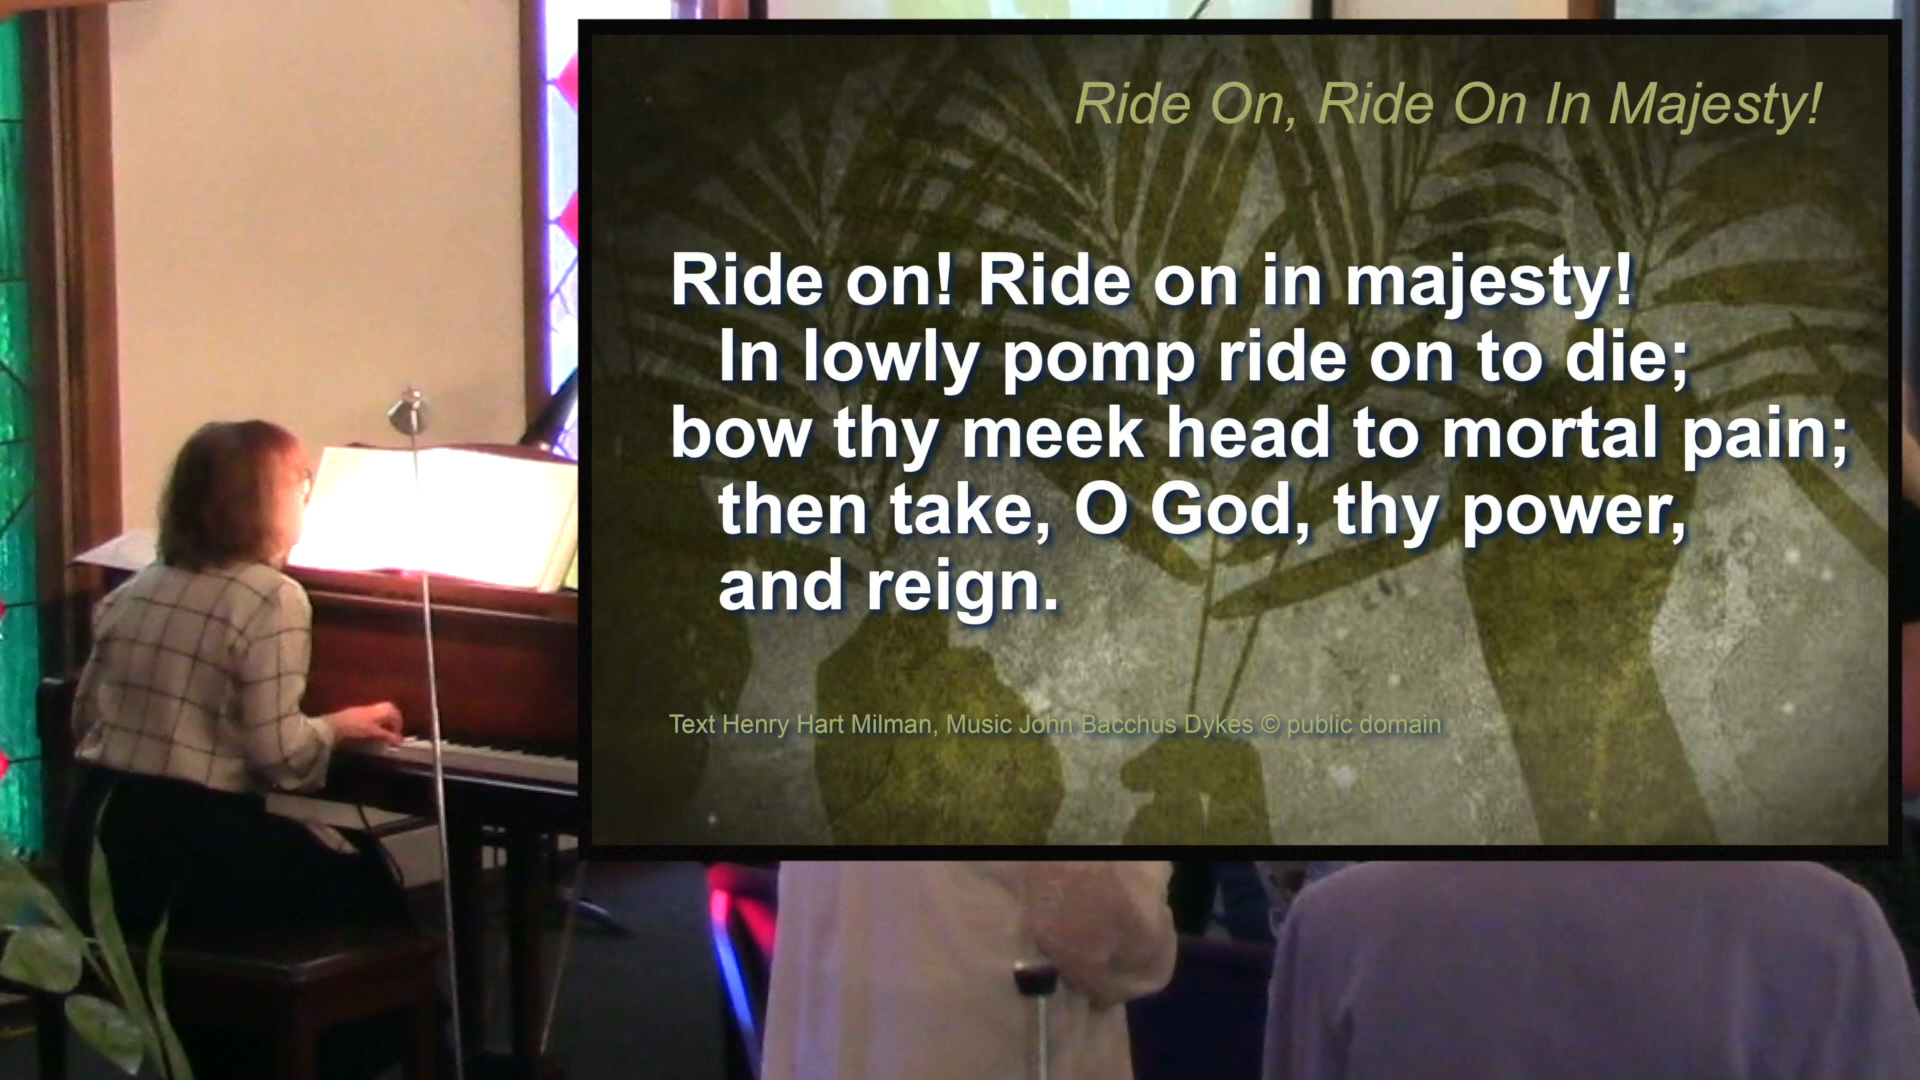 Ride On, Ride On In Majesty!
Ride on! Ride on in majesty!
In lowly pomp ride on to die;
bow thy meek head to mortal pain;
then take, O God, thy power,
and reign.
Text Henry Hart Milman, Music John Bacchus Dykes © public domain